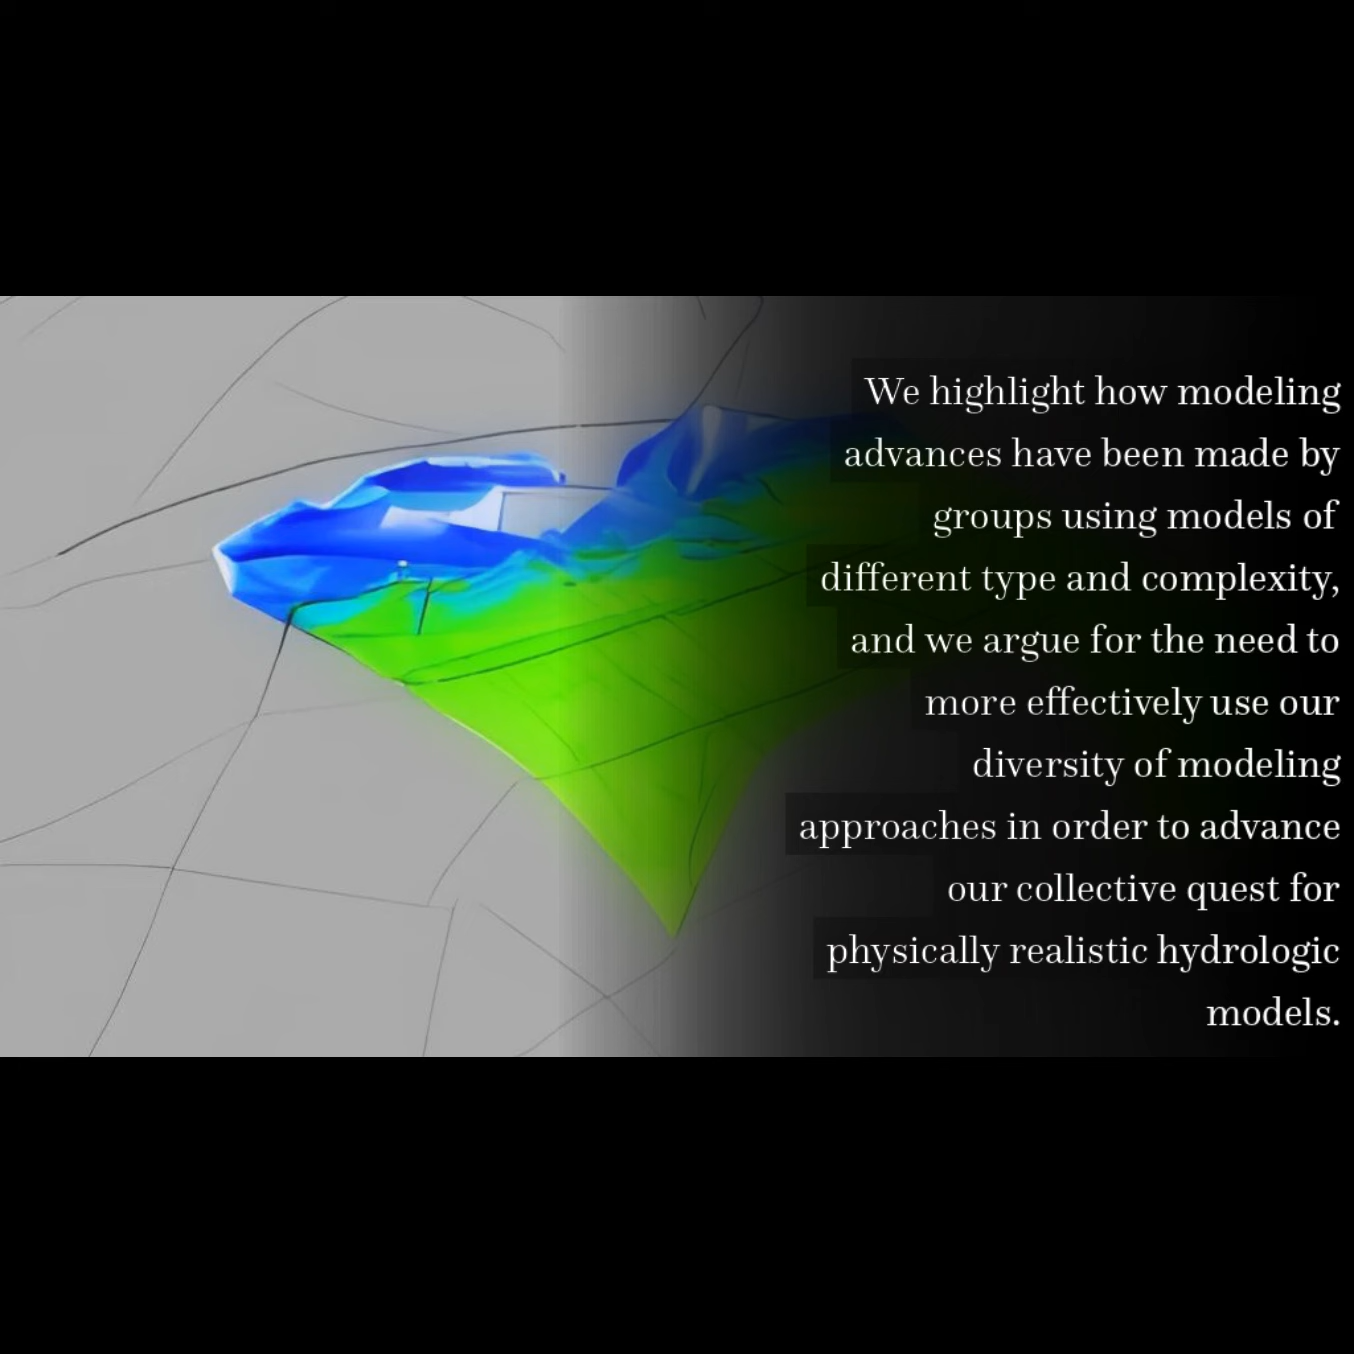 We highlight how modeling
advances have been made by
groups using models of
different type and complexity,
and we argue for the need to
more effectively use our
diversity of modeling
approaches in order to advance
our collective quest for
physically realistic hydrologic
models.